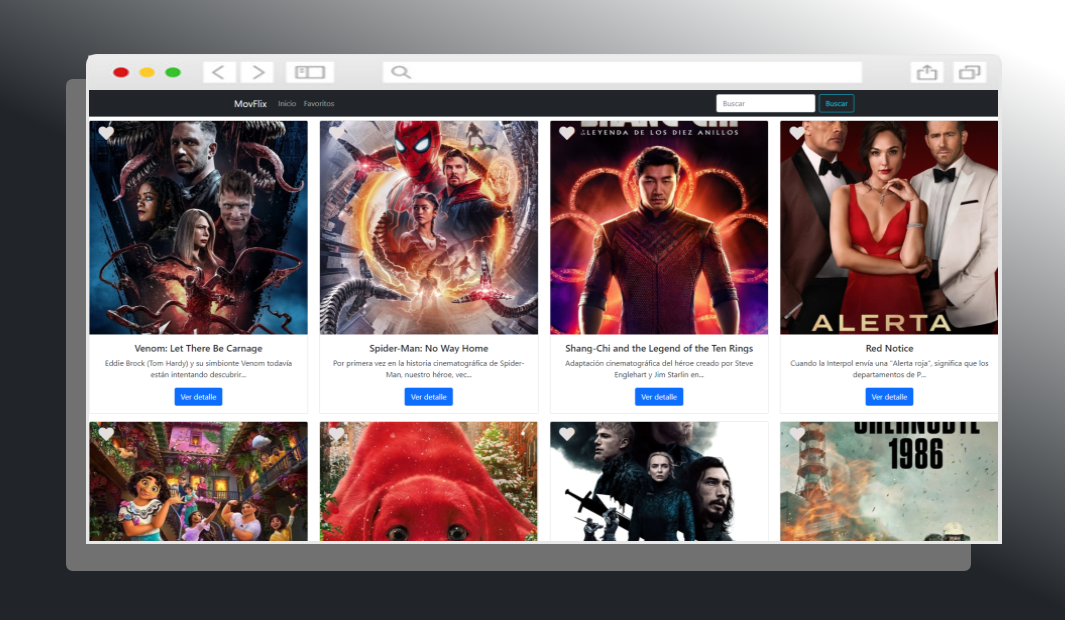 MovFlix Inicio Favoritos Buscar Buscar
SHANG-CHI
LEYENDA DE LOS DIEZ ANILLOS
ALERTA
Venom: Let There Be Carnage
Eddie Brock (Tom Hardy) y su simbionte Venom todavía
están intentando descubrir...
Ver detalle
Spider-Man: No Way Home
Por primera vez en la historia cinematográfica de Spider-
Man, nuestro héroe, vec...
Ver detalle
Shang-Chi and the Legend of the Ten Rings
Adaptación cinematográfica del héroe creado por Steve
Englehart y Jim Starlin en...
Ver detalle
Red Notice
Cuando la Interpol envía una "Alerta roja", significa que los
departamentos de P...
Ver detalle
CHERNOBYL
1986